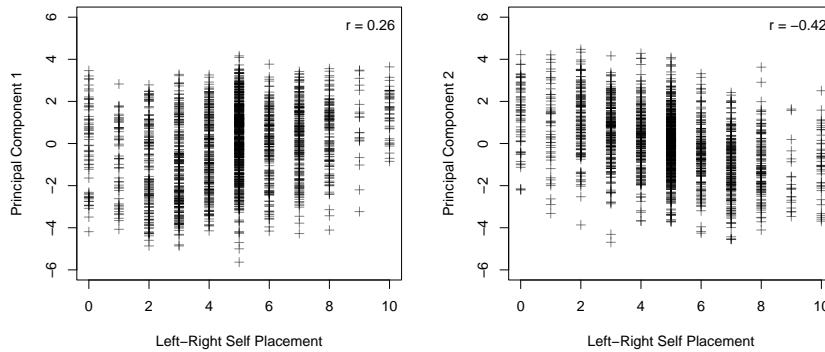 r = 0.26
6
4
2
0
−2
−4
−6
Principal Component 1
0 2 4 6 8 10
Left−Right Self Placement
r = −0.42
6
4
2
0
−2
−4
−6
Principal Component 2
0 2 4 6 8 10
Left−Right Self Placement